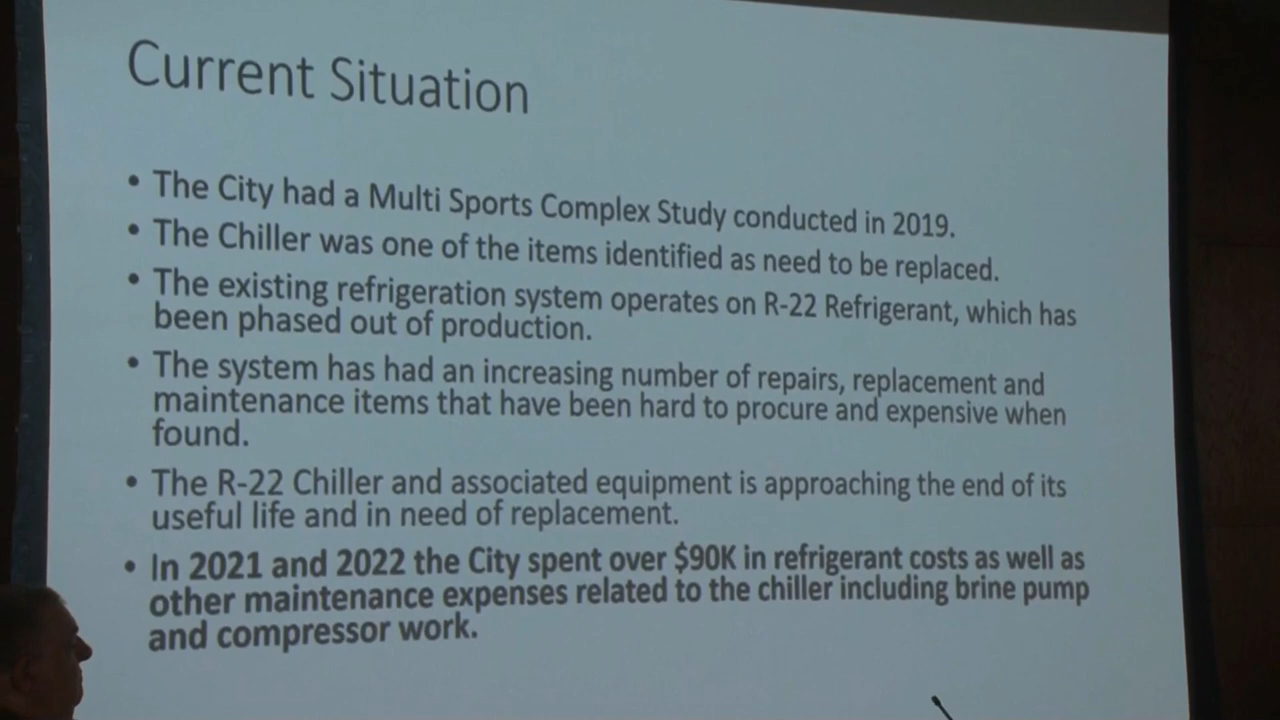 Current Situation
• The City had a Multi Sports Complex Study conducted in 2019.
• The Chiller was one of the items identified as need to be replaced.
• The existing refrigeration system operates on R-22 Refrigerant, which has
been phased out of production.
• The system has had an increasing number of repairs, replacement and
maintenance items that have been hard to procure and expensive when
found.
• The R-22 Chiller and associated equipment is approaching the end of its
useful life and in need of replacement.
• In 2021 and 2022 the City spent over $90K in refrigerant costs as well as
other maintenance expenses related to the chiller including brine pump
and compressor work.